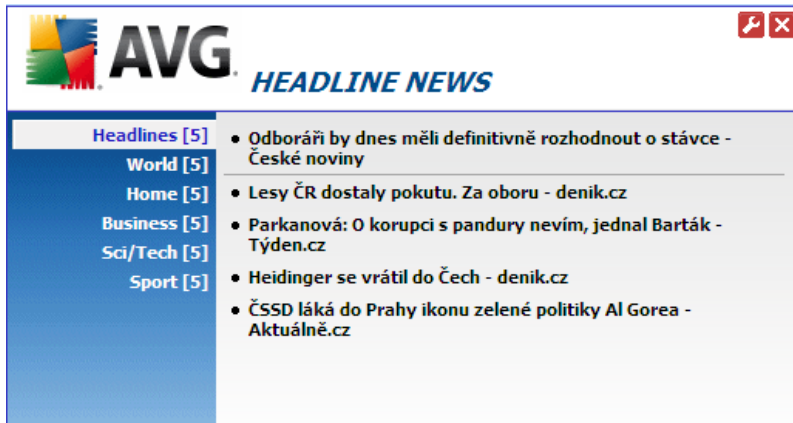 AVG.
HEADLINE NEWS
Headlines [5]
World [5]
Home [5]
Business [5]
Sci/Tech [5]
Sport [5]
• Odboráři by dnes měli definitivně rozhodnout o stávce -
České noviny
• Lesy ČR dostaly pokutu. Za oboru - denik.cz
• Parkanová: O korupci s pandury nevím, jednal Barták -
Týden.cz
• Heidinger se vrátil do Čech - denik.cz
• ČSSD láká do Prahy ikonu zelené politiky Al Gorea -
Aktuálně.cz